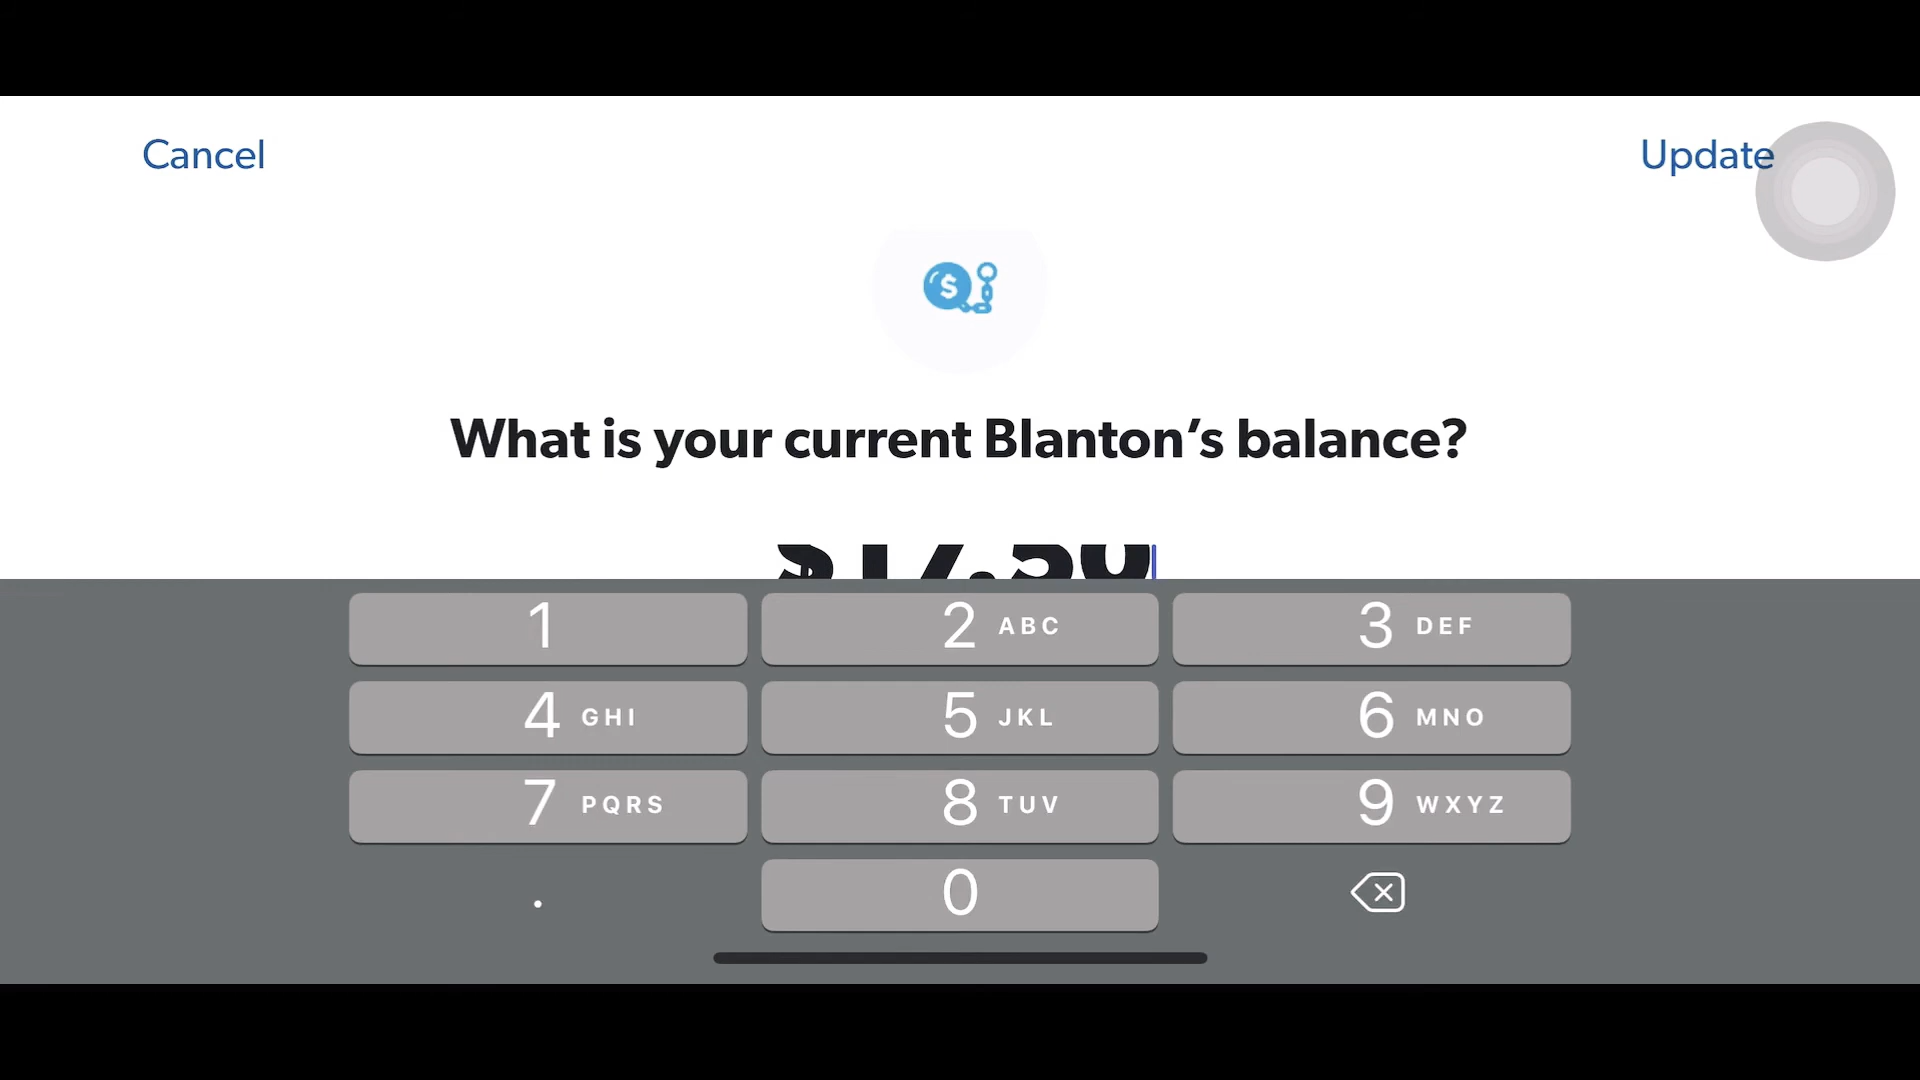 Cancel
Update
$
What is your current Blanton’s balance?
1
2 ABC
3 DEF
4 GHI
5 JKL
6 MNO
7 PQRS
8 TUV
9 WXYZ
.
0